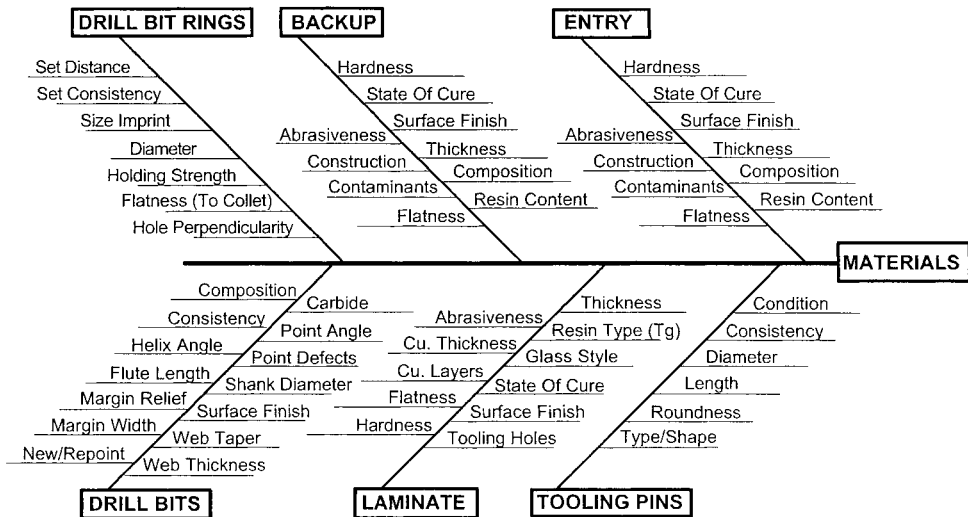 DRILL BIT RINGS
Set Distance
Set Consistency
Size Imprint
Diameter
Holding Strength
Flatness (To Collet)
Hole Perpendicularity
BACKUP
Hardness
State Of Cure
Surface Finish
Abrasiveness
Thickness
Construction
Composition
Contaminants
Resin Content
Flatness
ENTRY
Hardness
State Of Cure
Surface Finish
Abrasiveness
Thickness
Construction
Composition
Contaminants
Resin Content
Flatness
MATERIALS
Composition
Carbide
Consistency
Point Angle
Helix Angle
Point Defects
Flute Length
Shank Diameter
Margin Relief
Surface Finish
Margin Width
Web Taper
New/Repoint
Web Thickness
DRILL BITS
Thickness
Abrasiveness
Resin Type (Tg)
Cu. Thickness
Glass Style
Cu. Layers
State Of Cure
Flatness
Surface Finish
Hardness
Tooling Holes
LAMINATE
Condition
Consistency
Diameter
Length
Roundness
Type/Shape
TOOLING PINS